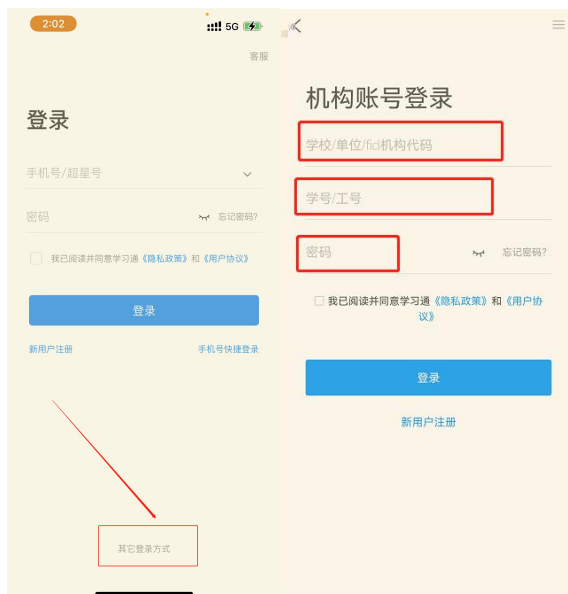 2:02
5G
客服
登录
手机号/超星号
密码
忘记密码?
我已阅读并同意学习通《隐私政策》和《用户协议》
登录
新用户注册
手机号快捷登录
其它登录方式
机构账号登录
学校/单位/fid机构代码
学号/工号
密码
忘记密码?
我已阅读并同意学习通《隐私政策》和《用户协
议》
登录
新用户注册